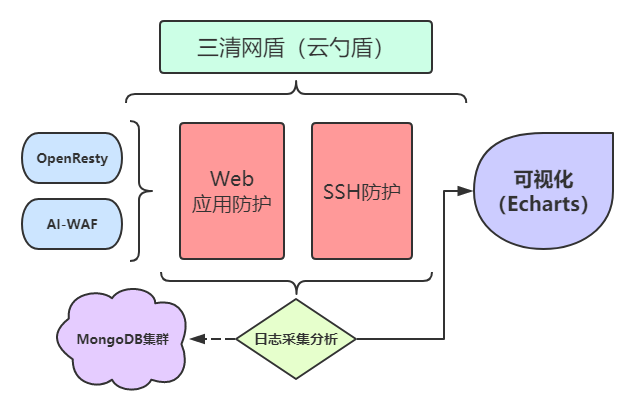 三清网盾（云勺盾）
OpenResty
AI-WAF
Web
应用防护
SSH防护
可视化
（Echarts）
MongoDB集群
日志采集分析